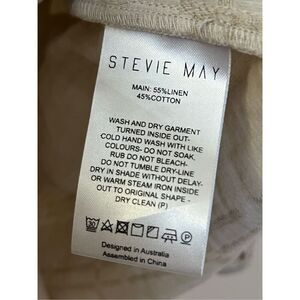 STEVIE MAY
MAIN: 55%LINEN
45%COTTON
WASH AND DRY GARMENT
TURNED INSIDE OUT-
COLD HAND WASH WITH LIKE
COLOURS- DO NOT SOAK,
RUB DO NOT BLEACH-
DO NOT TUMBLE DRY-LINE
DRY IN SHADE WITHOUT DELAY-
WARM STEAM IRON INSIDE
OUT TO ORIGINAL SHAPE -
DRY CLEAN (P)
30 P
Designed in Australia
Assembled in China